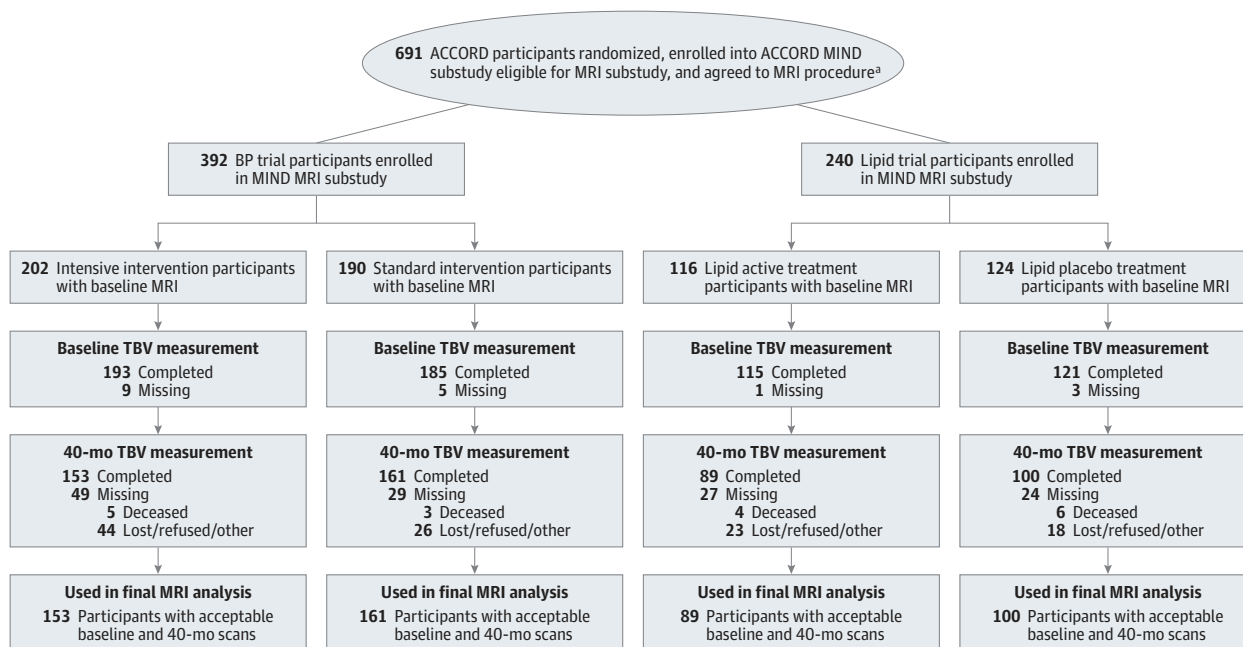 691 ACCORD participants randomized, enrolled into ACCORD MIND
substudy eligible for MRI substudy, and agreed to MRI procedureª
392 BP trial participants enrolled
in MIND MRI substudy
240 Lipid trial participants enrolled
in MIND MRI substudy
202 Intensive intervention participants
with baseline MRI
190 Standard intervention participants
with baseline MRI
116 Lipid active treatment
participants with baseline MRI
124 Lipid placebo treatment
participants with baseline MRI
Baseline TBV measurement
193 Completed
9 Missing
Baseline TBV measurement
185 Completed
5 Missing
Baseline TBV measurement
115 Completed
1 Missing
Baseline TBV measurement
121 Completed
3 Missing
40-mo TBV measurement
153 Completed
49 Missing
5 Deceased
44 Lost/refused/other
40-mo TBV measurement
161 Completed
29 Missing
3 Deceased
26 Lost/refused/other
40-mo TBV measurement
89 Completed
27 Missing
4 Deceased
23 Lost/refused/other
40-mo TBV measurement
100 Completed
24 Missing
6 Deceased
18 Lost/refused/other
Used in final MRI analysis
153 Participants with acceptable
baseline and 40-mo scans
Used in final MRI analysis
161 Participants with acceptable
baseline and 40-mo scans
Used in final MRI analysis
89 Participants with acceptable
baseline and 40-mo scans
Used in final MRI analysis
100 Participants with acceptable
baseline and 40-mo scans